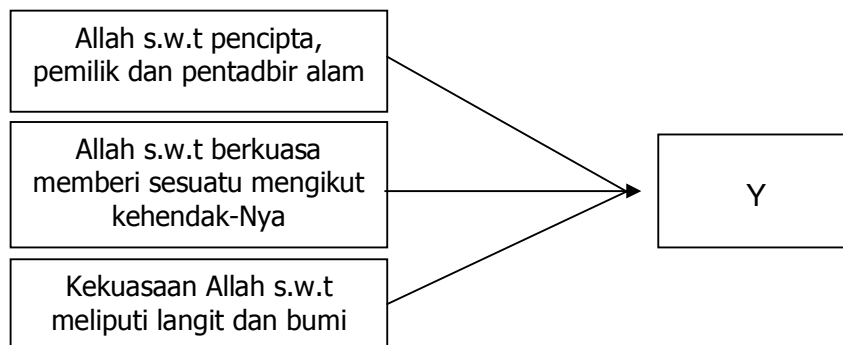 Allah s.w.t pencipta,
pemilik dan pentadbir alam
Allah s.w.t berkuasa
memberi sesuatu mengikut
kehendak-Nya
Kekuasaan Allah s.w.t
meliputi langit dan bumi
Y